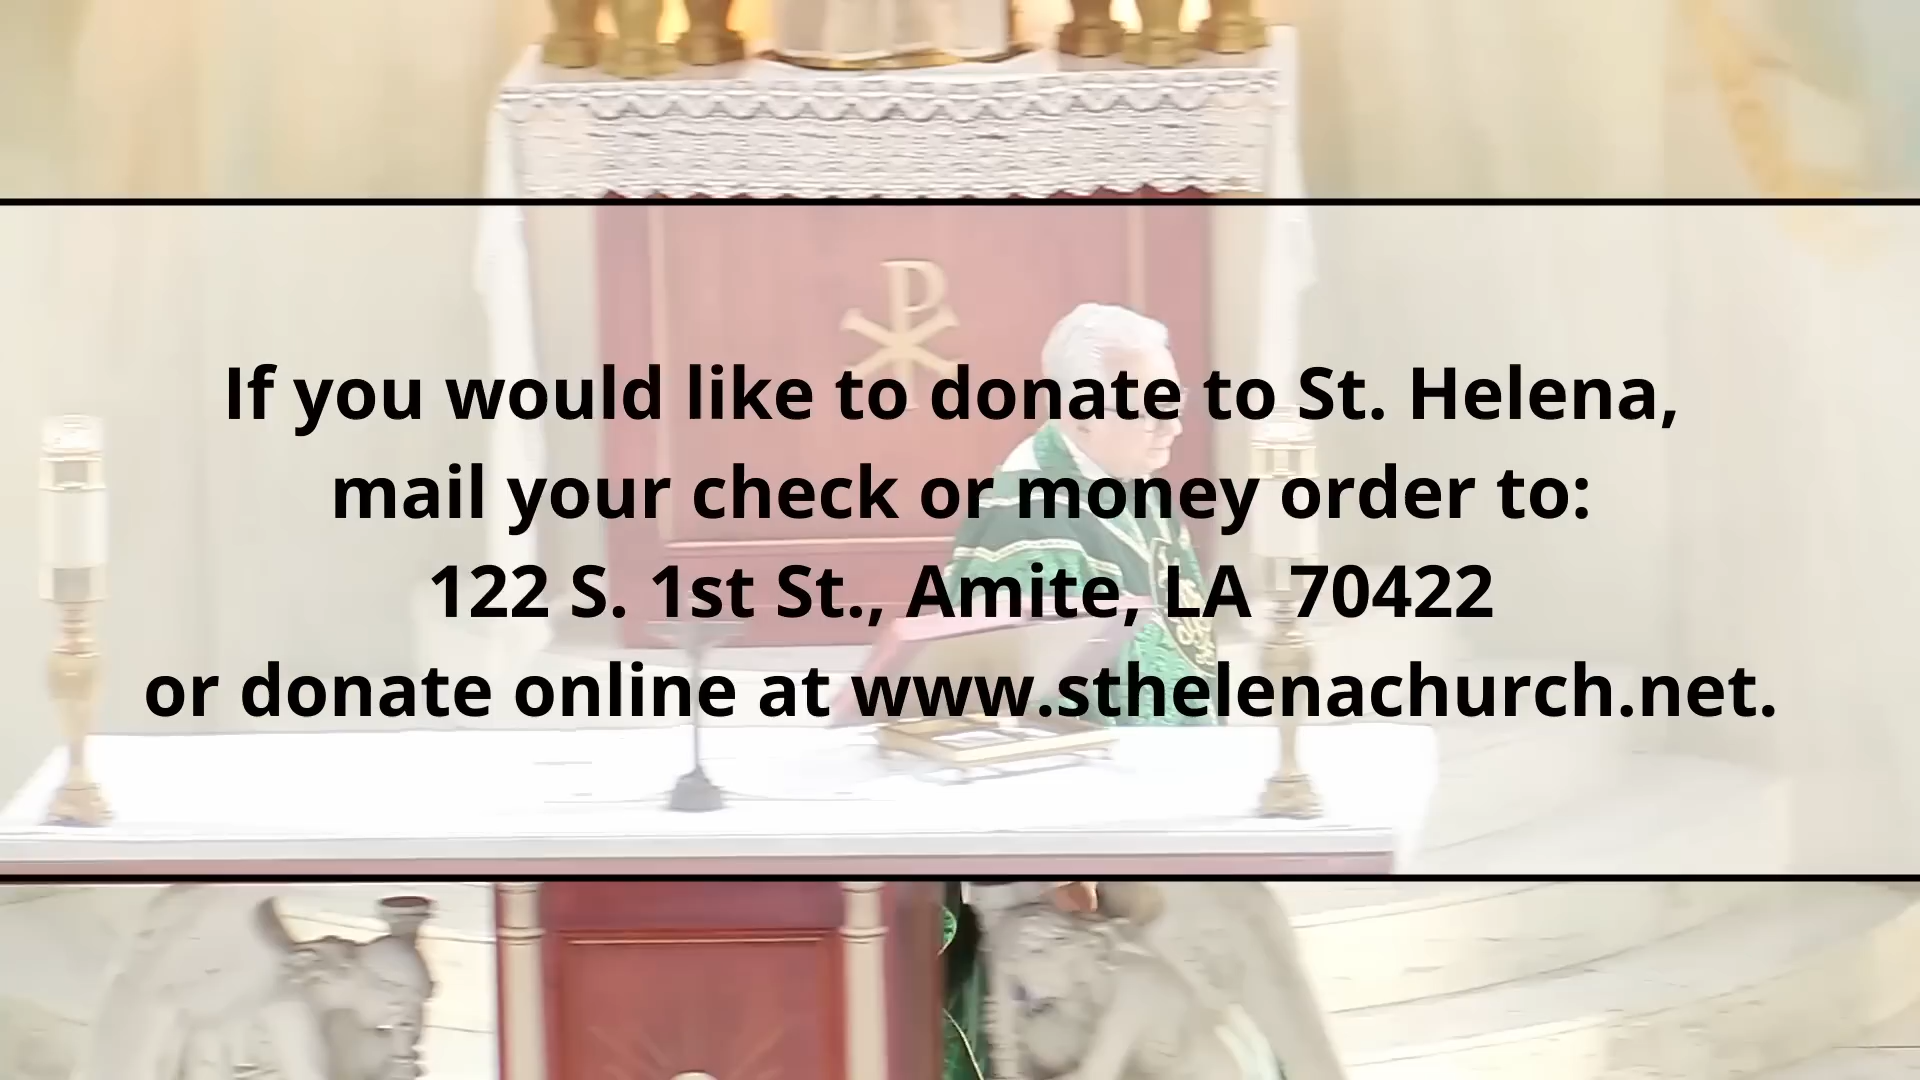 If you would like to donate to St. Helena,
mail your check or money order to:
122 S. 1st St., Amite, LA  70422
or donate online at www.sthelenachurch.net.